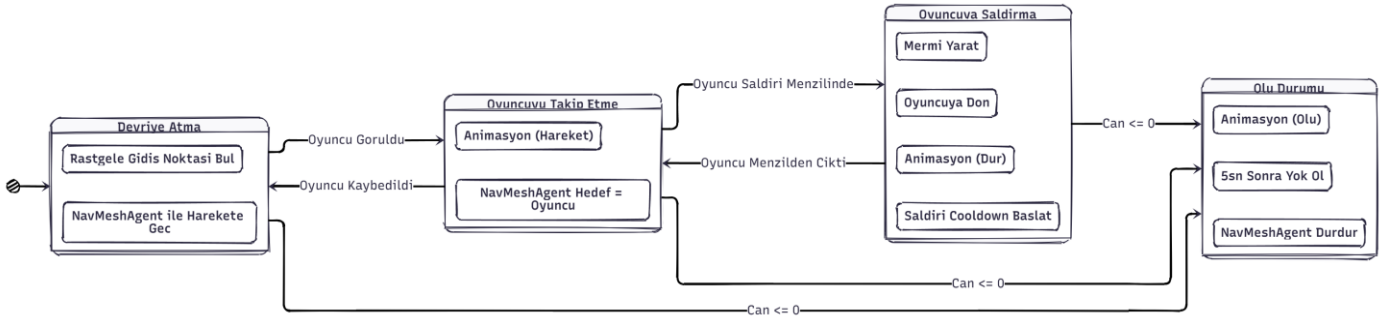 Devriye Atma
Rastgele Gidis Noktasi Bul
NavMeshAgent ile Harekete
Gec
Oyuncu Goruldu
Oyuncu Kaybedildi
Oyuncuyu Takip Etme
Animasyon (Hareket)
NavMeshAgent Hedef =
Oyuncu
Oyuncu Saldiri Menzilinde
Oyuncu Menzilden Cikti
Oyuncuya Saldirma
Mermi Yarat
Oyuncuya Don
Animasyon (Dur)
Saldiri Cooldown Baslat
Can <= 0
Olu Durumu
Animasyon (Olu)
5sn Sonra Yok Ol
NavMeshAgent Durdur
Can <= 0
Can <= 0